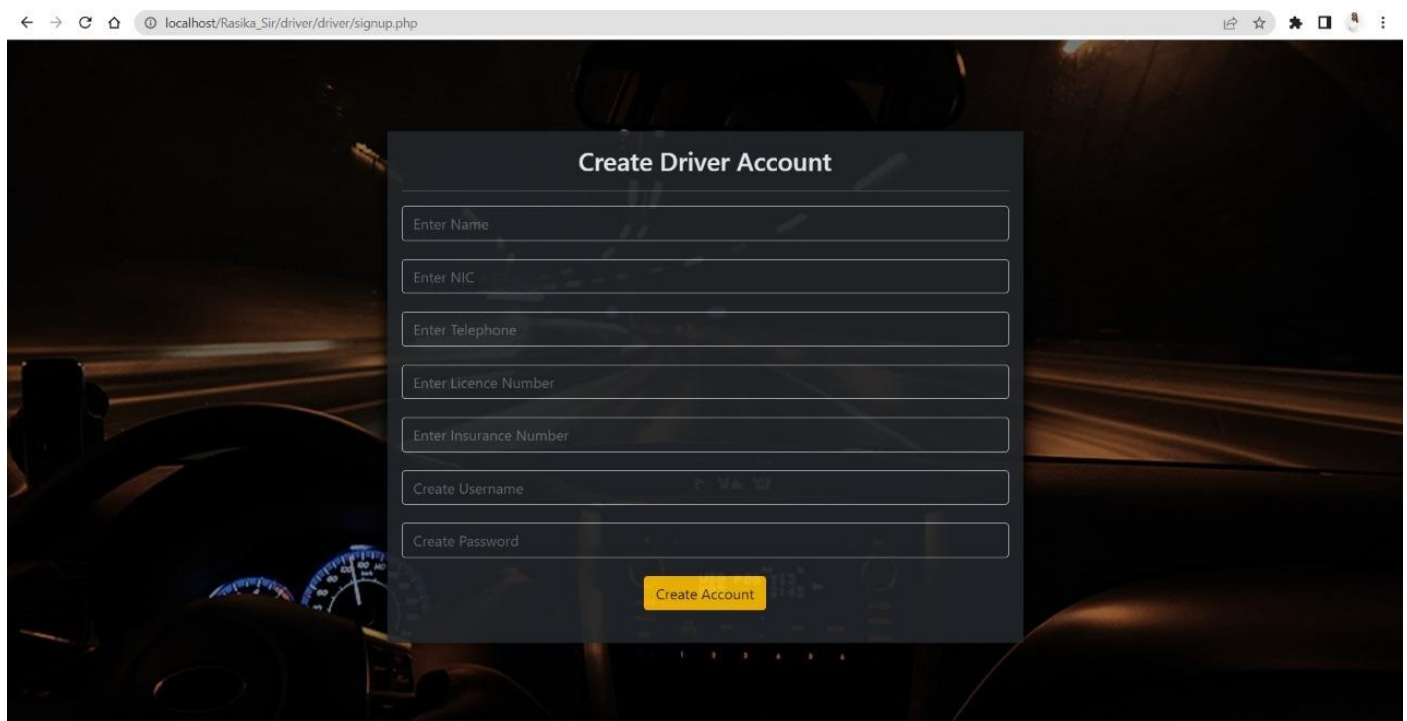 localhost/Rasika_Sir/driver/driver/signup.php
Create Driver Account
Enter Name
Enter NIC
Enter Telephone
Enter Licence Number
Enter Insurance Number
Create Username
Create Password
Create Account